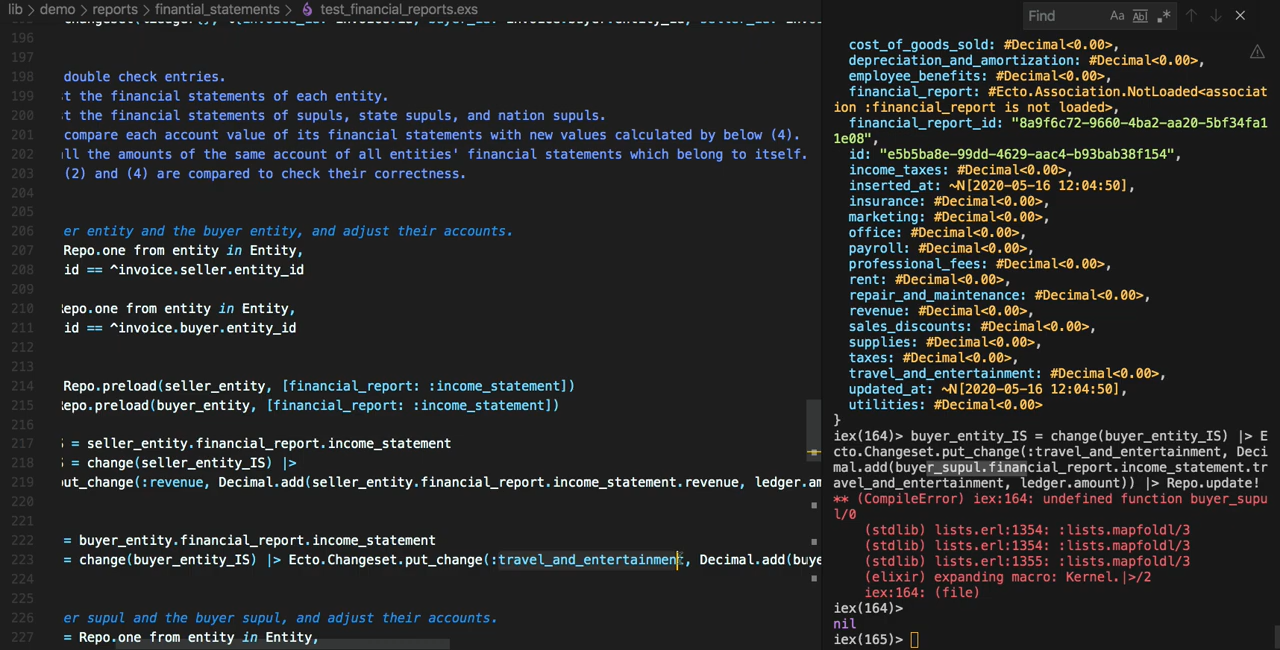 lib > demo > reports > finantial_statements > test_financial_reports.exs
Find
Aa Abl .*
196
197
198 double check entries.
199 st the financial statements of each entity.
200 st the financial statements of supuls, state supuls, and nation supuls.
201 compare each account value of its financial statements with new values calculated by below (4).
202 all the amounts of the same account of all entities' financial statements which belong to itself.
203 (2) and (4) are compared to check their correctness.
204
205
206 er entity and the buyer entity, and adjust their accounts.
207 Repo.one from entity in Entity,
208 id == ^invoice.seller.entity_id
209
210 Repo.one from entity in Entity,
211 id == ^invoice.buyer.entity_id
212
213
214 Repo.preload(seller_entity, [financial_report: :income_statement])
215 Repo.preload(buyer_entity, [financial_report: :income_statement])
216
217 S = seller_entity.financial_report.income_statement
218 S = change(seller_entity_IS) |>
219 put_change(:revenue, Decimal.add(seller_entity.financial_report.income_statement.revenue, ledger.am
220
221
222 = buyer_entity.financial_report.income_statement
223 = change(buyer_entity_IS) |> Ecto.Changeset.put_change(:travel_and_entertainment, Decimal.add(buye
224
225
226 er supul and the buyer supul, and adjust their accounts.
227 = Repo.one from entity in Entity,
cost_of_goods_sold: #Decimal<0.00>,
depreciation_and_amortization: #Decimal<0.00>,
employee_benefits: #Decimal<0.00>,
financial_report: #Ecto.Association.NotLoaded<associat
ion :financial_report is not loaded>,
financial_report_id: "8a9f6c72-9660-4ba2-aa20-5bf34fa1
1e08",
id: "e5b5ba8e-99dd-4629-aac4-b93bab38f154",
income_taxes: #Decimal<0.00>,
inserted_at: ~N[2020-05-16 12:04:50],
insurance: #Decimal<0.00>,
marketing: #Decimal<0.00>,
office: #Decimal<0.00>,
payroll: #Decimal<0.00>,
professional_fees: #Decimal<0.00>,
rent: #Decimal<0.00>,
repair_and_maintenance: #Decimal<0.00>,
revenue: #Decimal<0.00>,
sales_discounts: #Decimal<0.00>,
supplies: #Decimal<0.00>,
taxes: #Decimal<0.00>,
travel_and_entertainment: #Decimal<0.00>,
updated_at: ~N[2020-05-16 12:04:50],
utilities: #Decimal<0.00>
}
iex(164)> buyer_entity_IS = change(buyer_entity_IS) |> E
cto.Changeset.put_change(:travel_and_entertainment, Deci
mal.add(buyer_supul.financial_report.income_statement.tr
avel_and_entertainment, ledger.amount)) |> Repo.update!
** (CompileError) iex:164: undefined function buyer_supu
l/0
(stdlib) lists.erl:1354: :lists.mapfoldl/3
(stdlib) lists.erl:1354: :lists.mapfoldl/3
(stdlib) lists.erl:1355: :lists.mapfoldl/3
(elixir) expanding macro: Kernel.|>/2
iex:164: (file)
iex(164)>
nil
iex(165)>